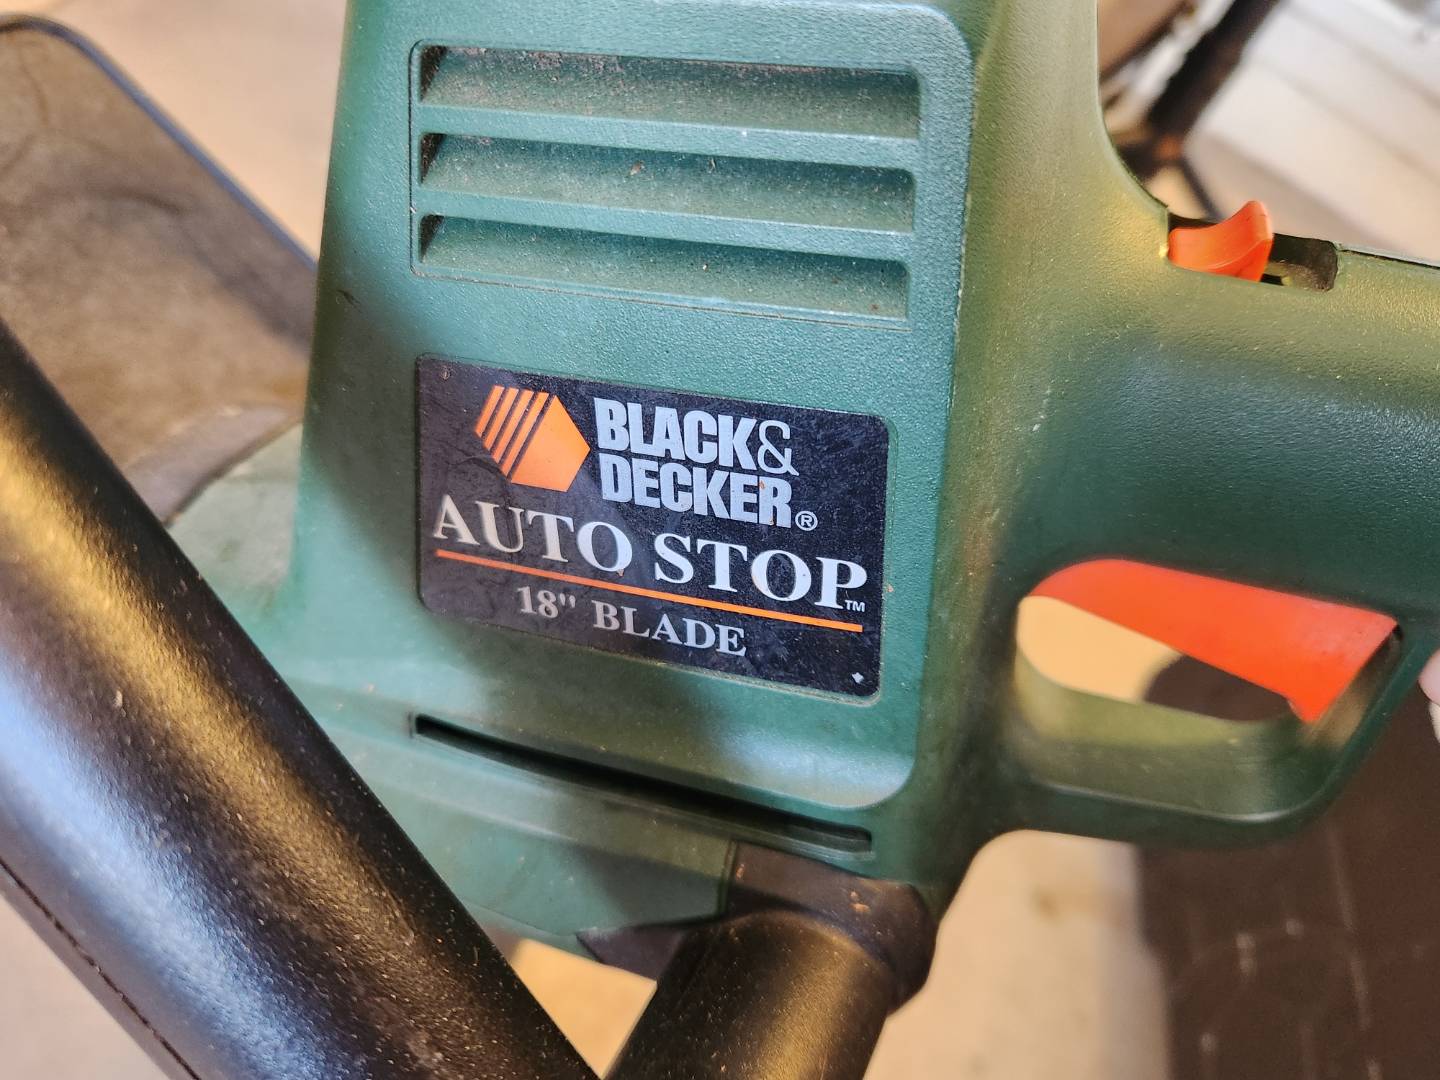 BLACK&
DECKER®
AUTO STOP™
18" BLADE